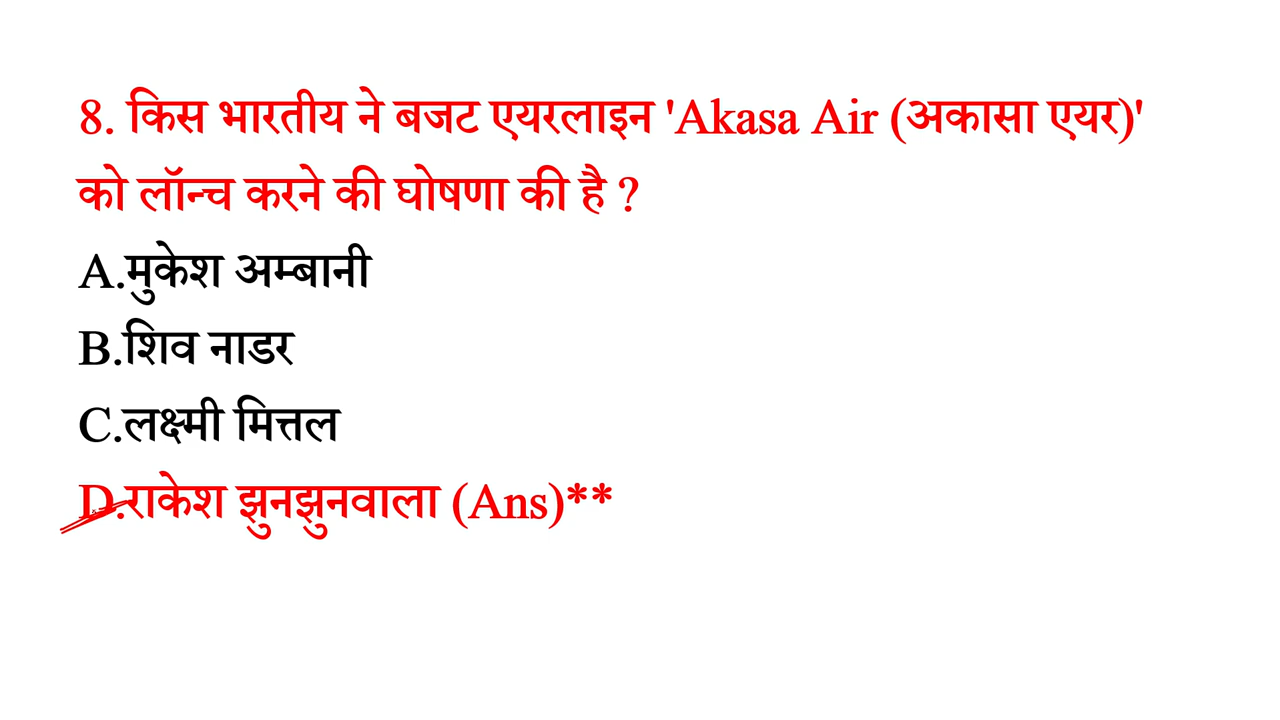 8. किस भारतीय ने बजट एयरलाइन 'Akasa Air (अकासा एयर)'
को लॉन्च करने की घोषणा की है ?
A.मुकेश अम्बानी
B.शिव नाडर
C.लक्ष्मी मित्तल
D.राकेश झुनझुनवाला (Ans)**